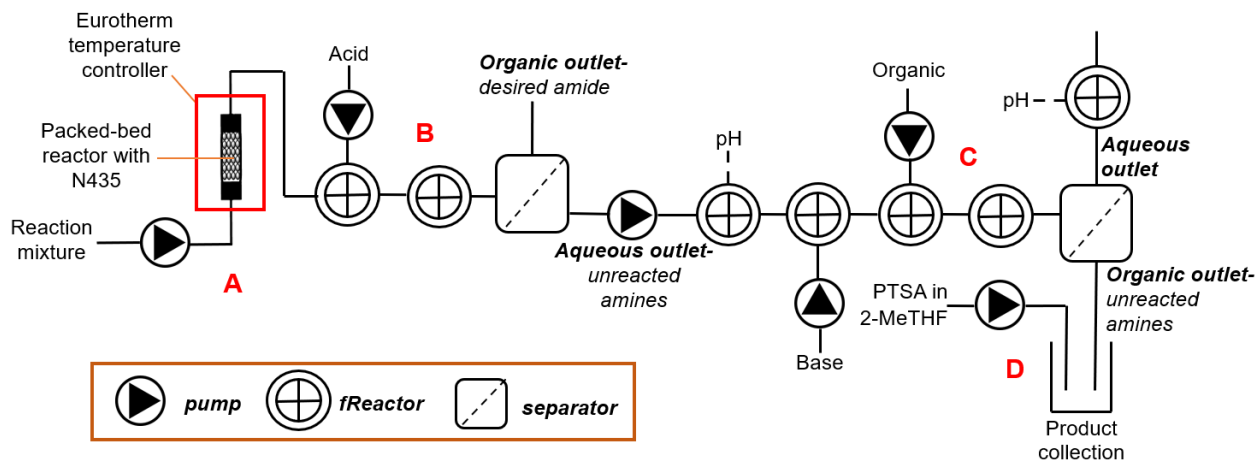 Eurotherm
temperature
controller
Packed-bed
reactor with
N435
Reaction
mixture
A
Acid
B
Organic outlet-
desired amide
Aqueous outlet-
unreacted
amines
pH
Base
Organic
C
pH
Aqueous
outlet
Organic outlet-
unreacted
amines
PTSA in
2-MeTHF
D
Product
collection
pump
fReactor
separator